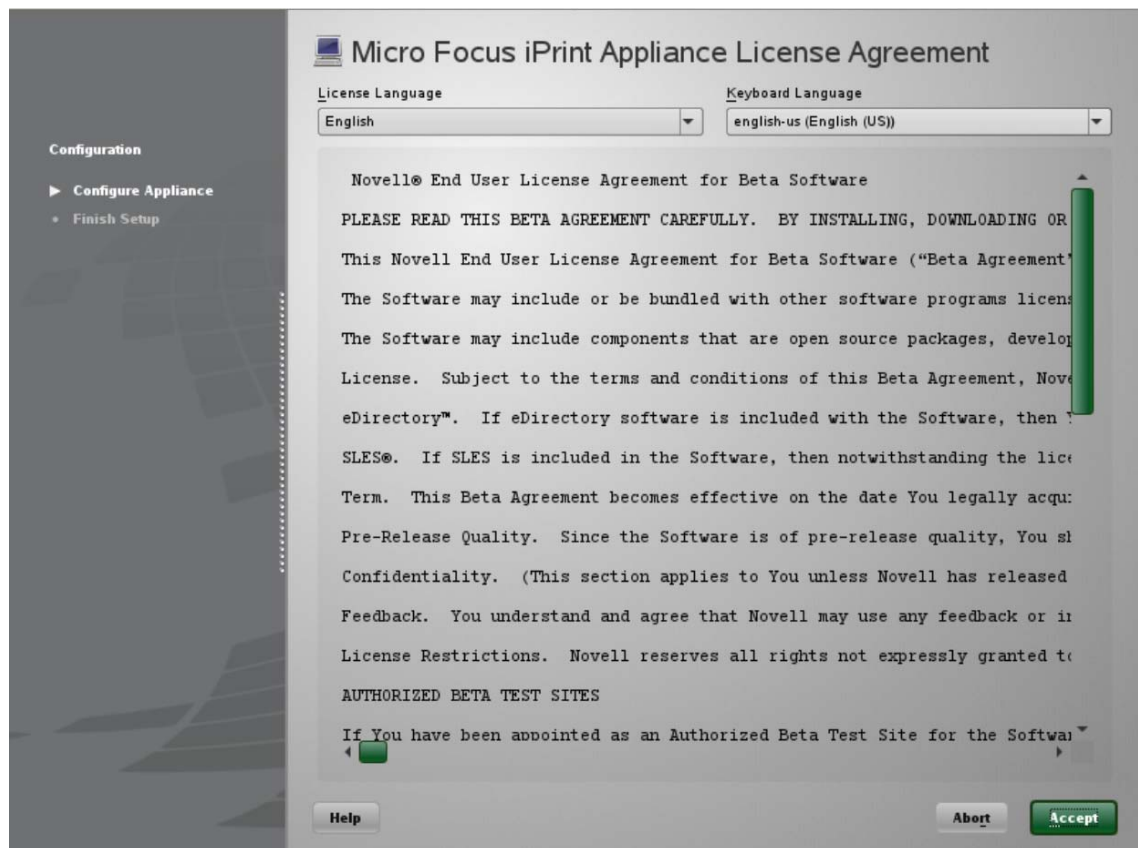 Micro Focus iPrint Appliance License Agreement
License Language
Keyboard Language
English
english-us (English (US))
Configuration
Configure Appliance
Finish Setup
Novell® End User License Agreement for Beta Software
PLEASE READ THIS BETA AGREEMENT CAREFULLY.  BY INSTALLING, DOWNLOADING OR
This Novell End User License Agreement for Beta Software (“Beta Agreement”
The Software may include or be bundled with other software programs licens
The Software may include components that are open source packages, develop
License.  Subject to the terms and conditions of this Beta Agreement, Nove
eDirectory™.  If eDirectory software is included with the Software, then
SLES®.  If SLES is included in the Software, then notwithstanding the lice
Term.  This Beta Agreement becomes effective on the date You legally acqu
Pre-Release Quality.  Since the Software is of pre-release quality, You sh
Confidentiality.  (This section applies to You unless Novell has released
Feedback.  You understand and agree that Novell may use any feedback or in
License Restrictions.  Novell reserves all rights not expressly granted to
AUTHORIZED BETA TEST SITES
If You have been appointed as an Authorized Beta Test Site for the Softwar
Help
Abort
Accept